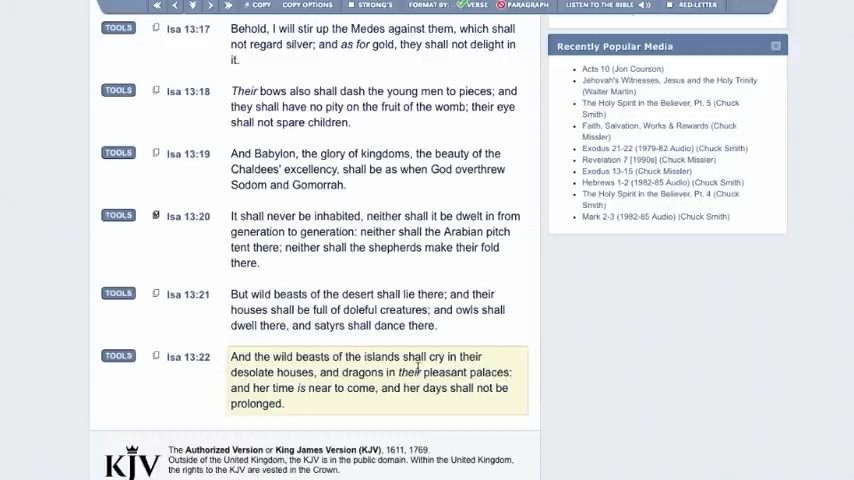 COPY COPY OPTIONS STRONG'S FORMAT BY: VERSE PARAGRAPH LISTEN TO THE BIBLE RED-LETTER
TOOLS Isa 13:17 Behold, I will stir up the Medes against them, which shall
not regard silver; and as for gold, they shall not delight in
it.
TOOLS Isa 13:18 Their bows also shall dash the young men to pieces; and
they shall have no pity on the fruit of the womb; their eye
shall not spare children.
TOOLS Isa 13:19 And Babylon, the glory of kingdoms, the beauty of the
Chaldees' excellency, shall be as when God overthrew
Sodom and Gomorrah.
TOOLS Isa 13:20 It shall never be inhabited, neither shall it be dwelt in from
generation to generation: neither shall the Arabian pitch
tent there; neither shall the shepherds make their fold
there.
TOOLS Isa 13:21 But wild beasts of the desert shall lie there; and their
houses shall be full of doleful creatures; and owls shall
dwell there, and satyrs shall dance there.
TOOLS Isa 13:22 And the wild beasts of the islands shall cry in their
desolate houses, and dragons in their pleasant palaces:
and her time is near to come, and her days shall not be
prolonged.
KJV
The Authorized Version or King James Version (KJV), 1611, 1769.
Outside of the United Kingdom, the KJV is in the public domain. Within the United Kingdom,
the rights to the KJV are vested in the Crown.
Recently Popular Media
Acts 10 (Jon Courson)
Jehovah's Witnesses, Jesus and the Holy Trinity
(Walter Martin)
The Holy Spirit in the Believer, Pt. 5 (Chuck
Smith)
Faith, Salvation, Works & Rewards (Chuck
Missler)
Exodus 21-22 (1979-82 Audio) (Chuck Smith)
Revelation 7 [1990s] (Chuck Missler)
Exodus 13-15 (Chuck Missler)
Hebrews 1-2 (1982-85 Audio) (Chuck Smith)
The Holy Spirit in the Believer, Pt. 4 (Chuck
Smith)
Mark 2-3 (1982-85 Audio) (Chuck Smith)